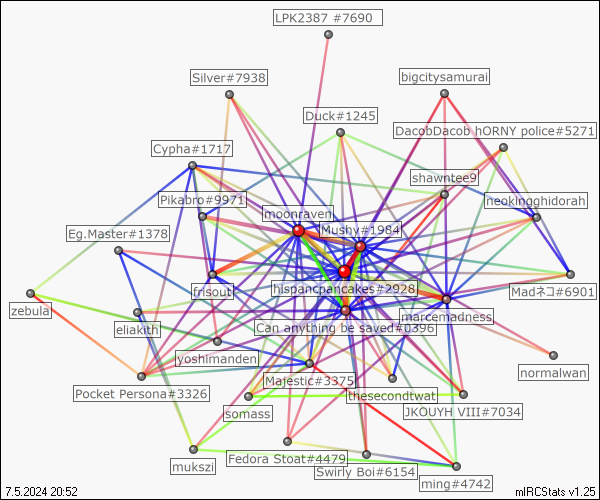 LPK2387 #7690
Silver#7938
bigcitysamurai
Duck#1245
DacobDacob hORNY police#5271
Cypha#1717
shawntee9
Pikabro#9971
neokingghidorah
moonraven
Mushy#1984
Eg.Master#1378
frisout
hispancpancakes#2928
Madネコ#6901
zebula
eliakith
marcemadness
Can anything be saved#0396
yoshimanden
normalwan
Majestic#3375
Pocket Persona#3326
thesecondtwat
somass
JKOUYH VIII#7034
Fedora Stoat#4479
mukszi
Swirly Boi#6154
ming#4742
7.5.2024 20:52
mIRCStats v1.25